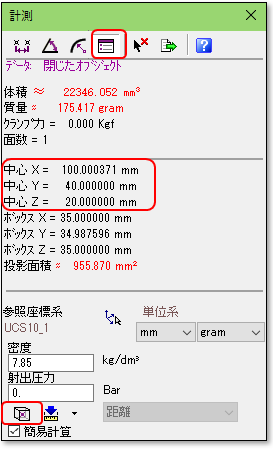 計測
データ: 閉じたオブジェクト
体積 ≈ 22346.052 mm³
質量 ≈ 175.417 gram
クランプ力 = 0.000 Kgf
面数 = 1
中心 X = 100.000371 mm
中心 Y = 40.000000 mm
中心 Z = 20.000000 mm
ボックス X = 35.000000 mm
ボックス Y = 34.987596 mm
ボックス Z = 35.000000 mm
投影面積 ≈ 955.870 mm²
参照座標系 単位系
UCS10_1 mm gram
密度
7.85 kg/dm³
射出圧力
0. Bar
距離
簡易計算